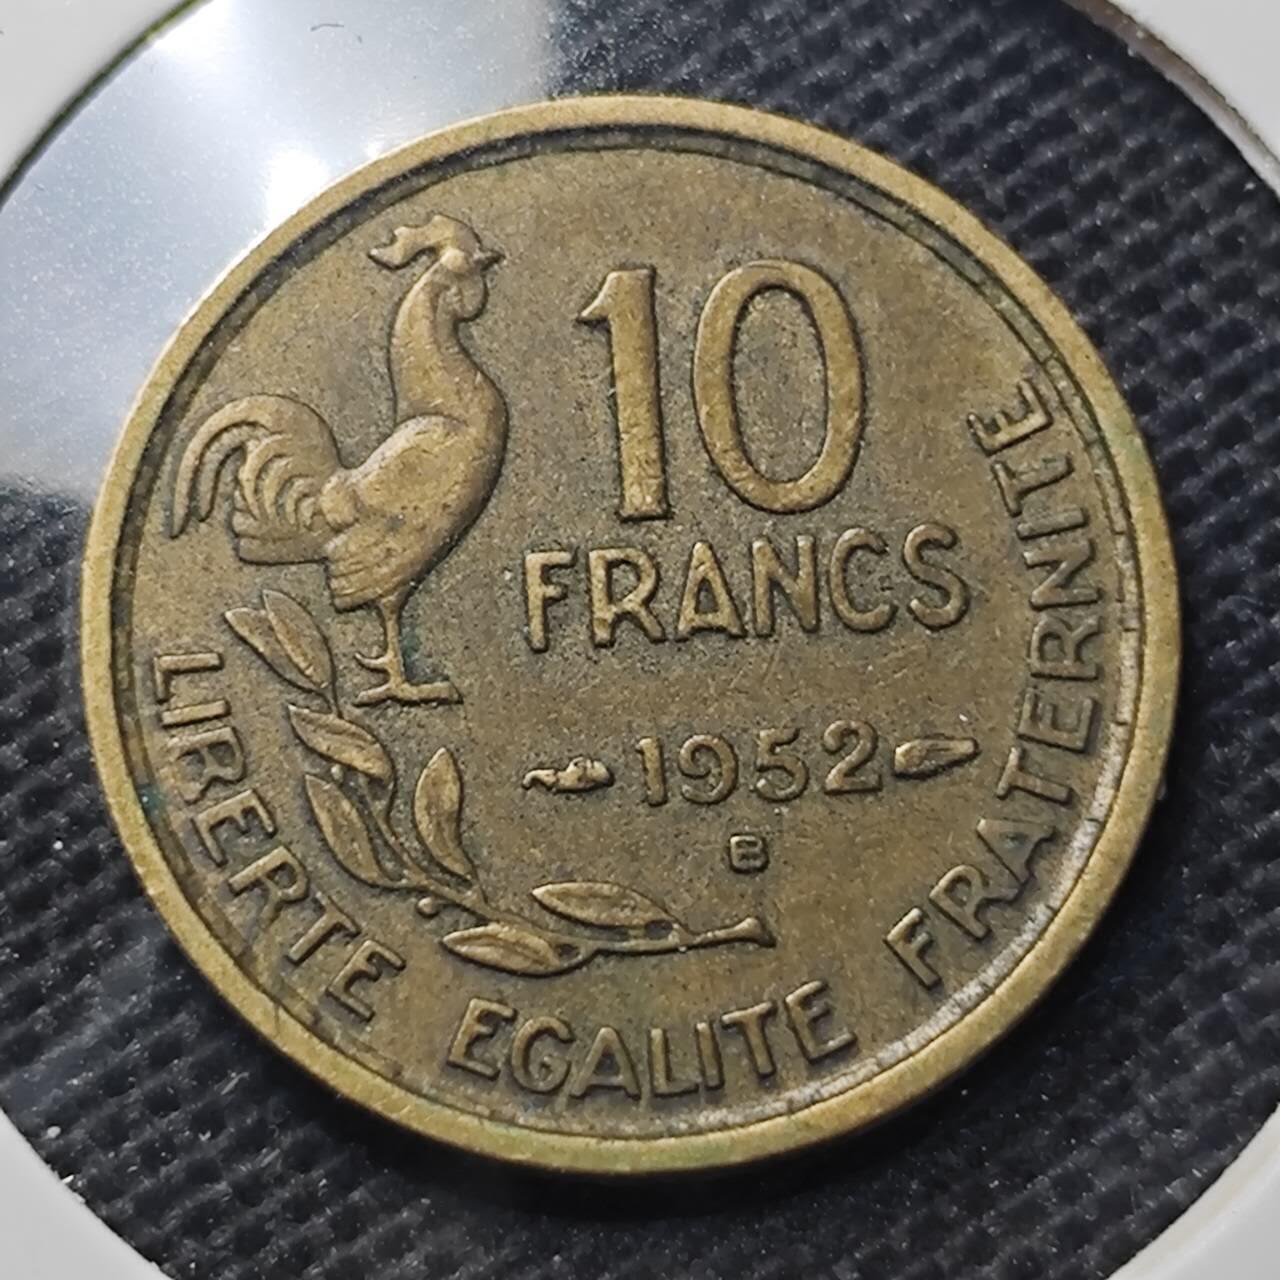 10
FRANCS
1952
B
LIBERTE EGALITE FRATERNITE